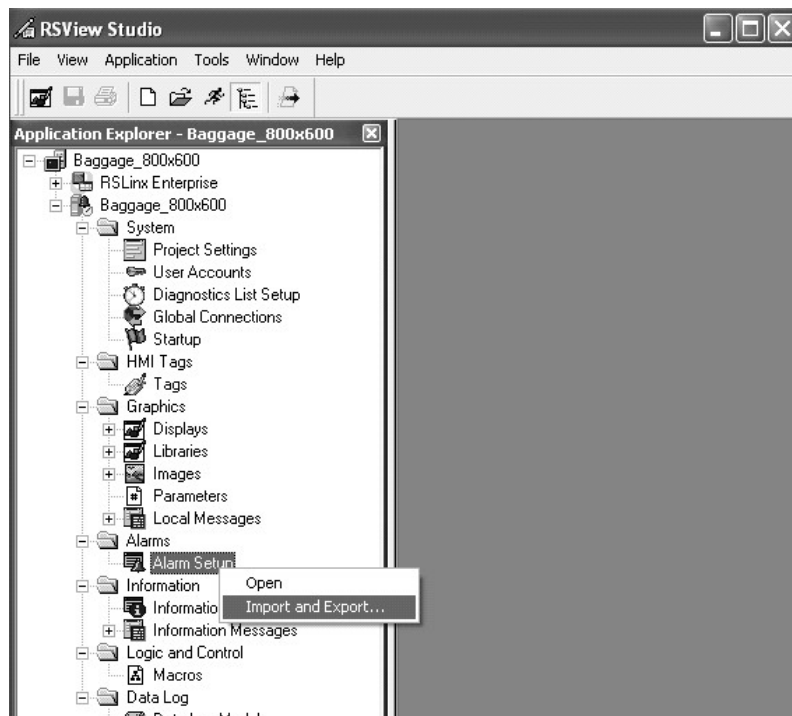 RSView Studio
File View Application Tools Window Help
Application Explorer - Baggage_800x600
Baggage_800x600
RSLinx Enterprise
Baggage_800x600
System
Project Settings
User Accounts
Diagnostics List Setup
Global Connections
Startup
HMI Tags
Tags
Graphics
Displays
Libraries
Images
Parameters
Local Messages
Alarms
Alarm Setup
Open
Information
Import and Export...
Information Messages
Logic and Control
Macros
Data Log